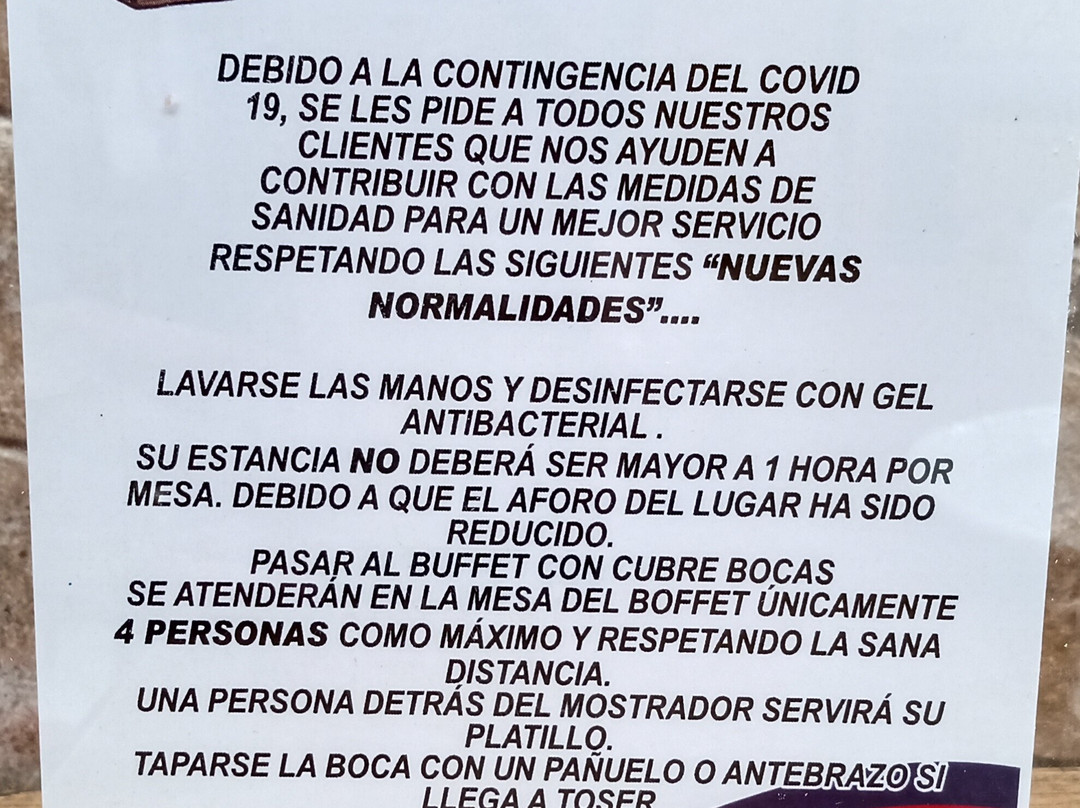 DEBIDO A LA CONTINGENCIA DEL COVID
19, SE LES PIDE A TODOS NUESTROS
CLIENTES QUE NOS AYUDEN A
CONTRIBUIR CON LAS MEDIDAS DE
SANIDAD PARA UN MEJOR SERVICIO
RESPETANDO LAS SIGUIENTES “NUEVAS
NORMALIDADES”....
LAVARSE LAS MANOS Y DESINFECTARSE CON GEL
ANTIBACTERIAL .
SU ESTANCIA NO DEBERÁ SER MAYOR A 1 HORA POR
MESA. DEBIDO A QUE EL AFORO DEL LUGAR HA SIDO
REDUCIDO.
PASAR AL BUFFET CON CUBRE BOCAS
SE ATENDERÁN EN LA MESA DEL BOFFET ÚNICAMENTE
4 PERSONAS COMO MÁXIMO Y RESPETANDO LA SANA
DISTANCIA.
UNA PERSONA DETRÁS DEL MOSTRADOR SERVIRÁ SU
PLATILLO.
TAPARSE LA BOCA CON UN PAÑUELO O ANTEBRAZO SI
LLEGA A TOSER